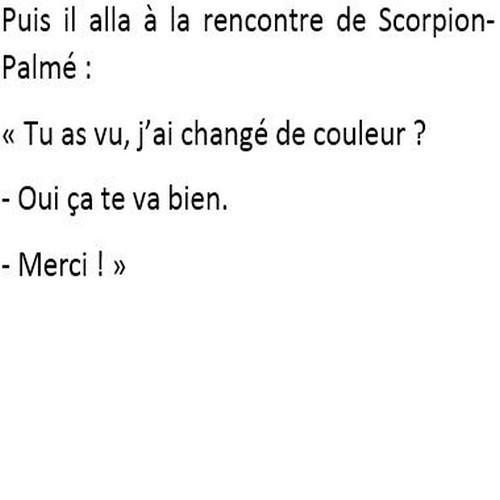 Puis il alla à la rencontre de Scorpion-
Palmé :
« Tu as vu, j’ai changé de couleur ?
- Oui ça te va bien.
- Merci ! »